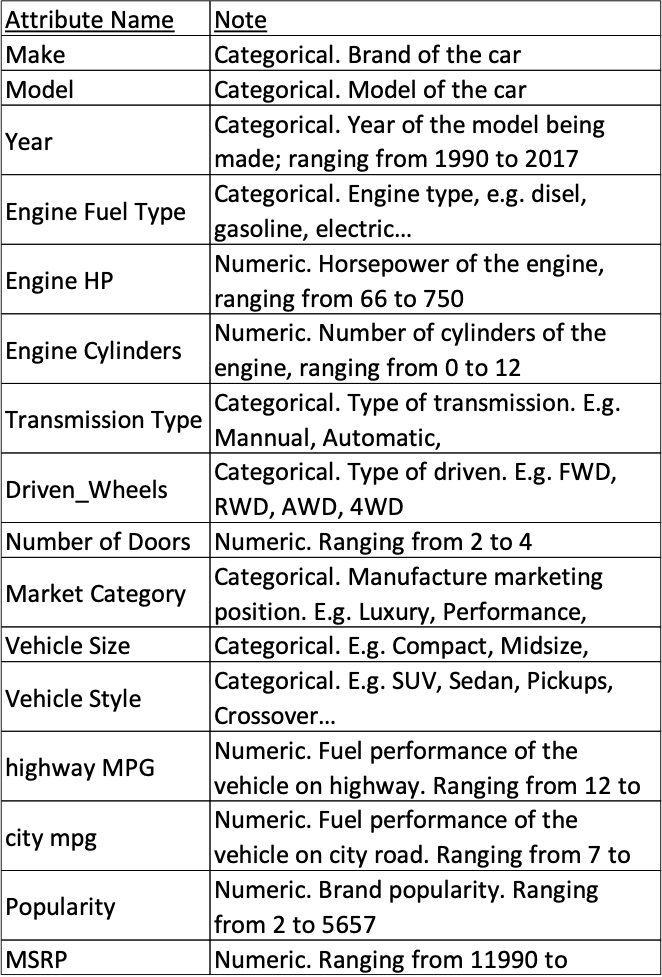 Attribute Name Note
Make Categorical. Brand of the car
Model Categorical. Model of the car
Year Categorical. Year of the model being
made; ranging from 1990 to 2017
Engine Fuel Type Categorical. Engine type, e.g. disel,
gasoline, electric...
Engine HP Numeric. Horsepower of the engine,
ranging from 66 to 750
Engine Cylinders Numeric. Number of cylinders of the
engine, ranging from 0 to 12
Transmission Type Categorical. Type of transmission. E.g.
Mannual, Automatic,
Driven_Wheels Categorical. Type of driven. E.g. FWD,
RWD, AWD, 4WD
Number of Doors Numeric. Ranging from 2 to 4
Market Category Categorical. Manufacture marketing
position. E.g. Luxury, Performance,
Vehicle Size Categorical. E.g. Compact, Midsize,
Vehicle Style Categorical. E.g. SUV, Sedan, Pickups,
Crossover...
highway MPG Numeric. Fuel performance of the
vehicle on highway. Ranging from 12 to
city mpg Numeric. Fuel performance of the
vehicle on city road. Ranging from 7 to
Popularity Numeric. Brand popularity. Ranging
from 2 to 5657
MSRP Numeric. Ranging from 11990 to